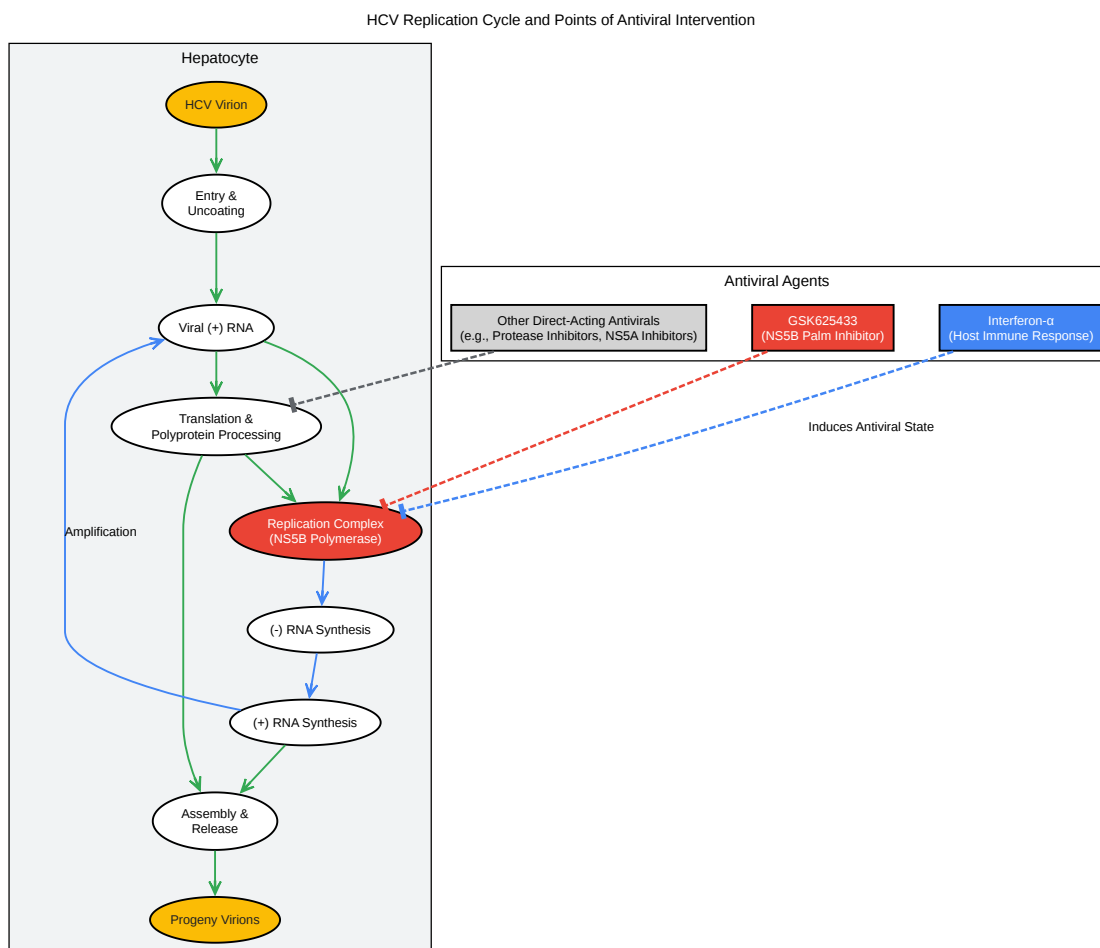 HCV Replication Cycle and Points of Antiviral Intervention
Hepatocyte
HCV Virion
Entry &
Uncoating
Viral (+) RNA
Translation &
Polyprotein Processing
Amplification
Replication Complex
(NS5B Polymerase)
(-) RNA Synthesis
(+) RNA Synthesis
Assembly &
Release
Progeny Virions
Antiviral Agents
Other Direct-Acting Antivirals
(e.g., Protease Inhibitors, NS5A Inhibitors)
GSK625433
(NS5B Palm Inhibitor)
Interferon-α
(Host Immune Response)
Induces Antiviral State